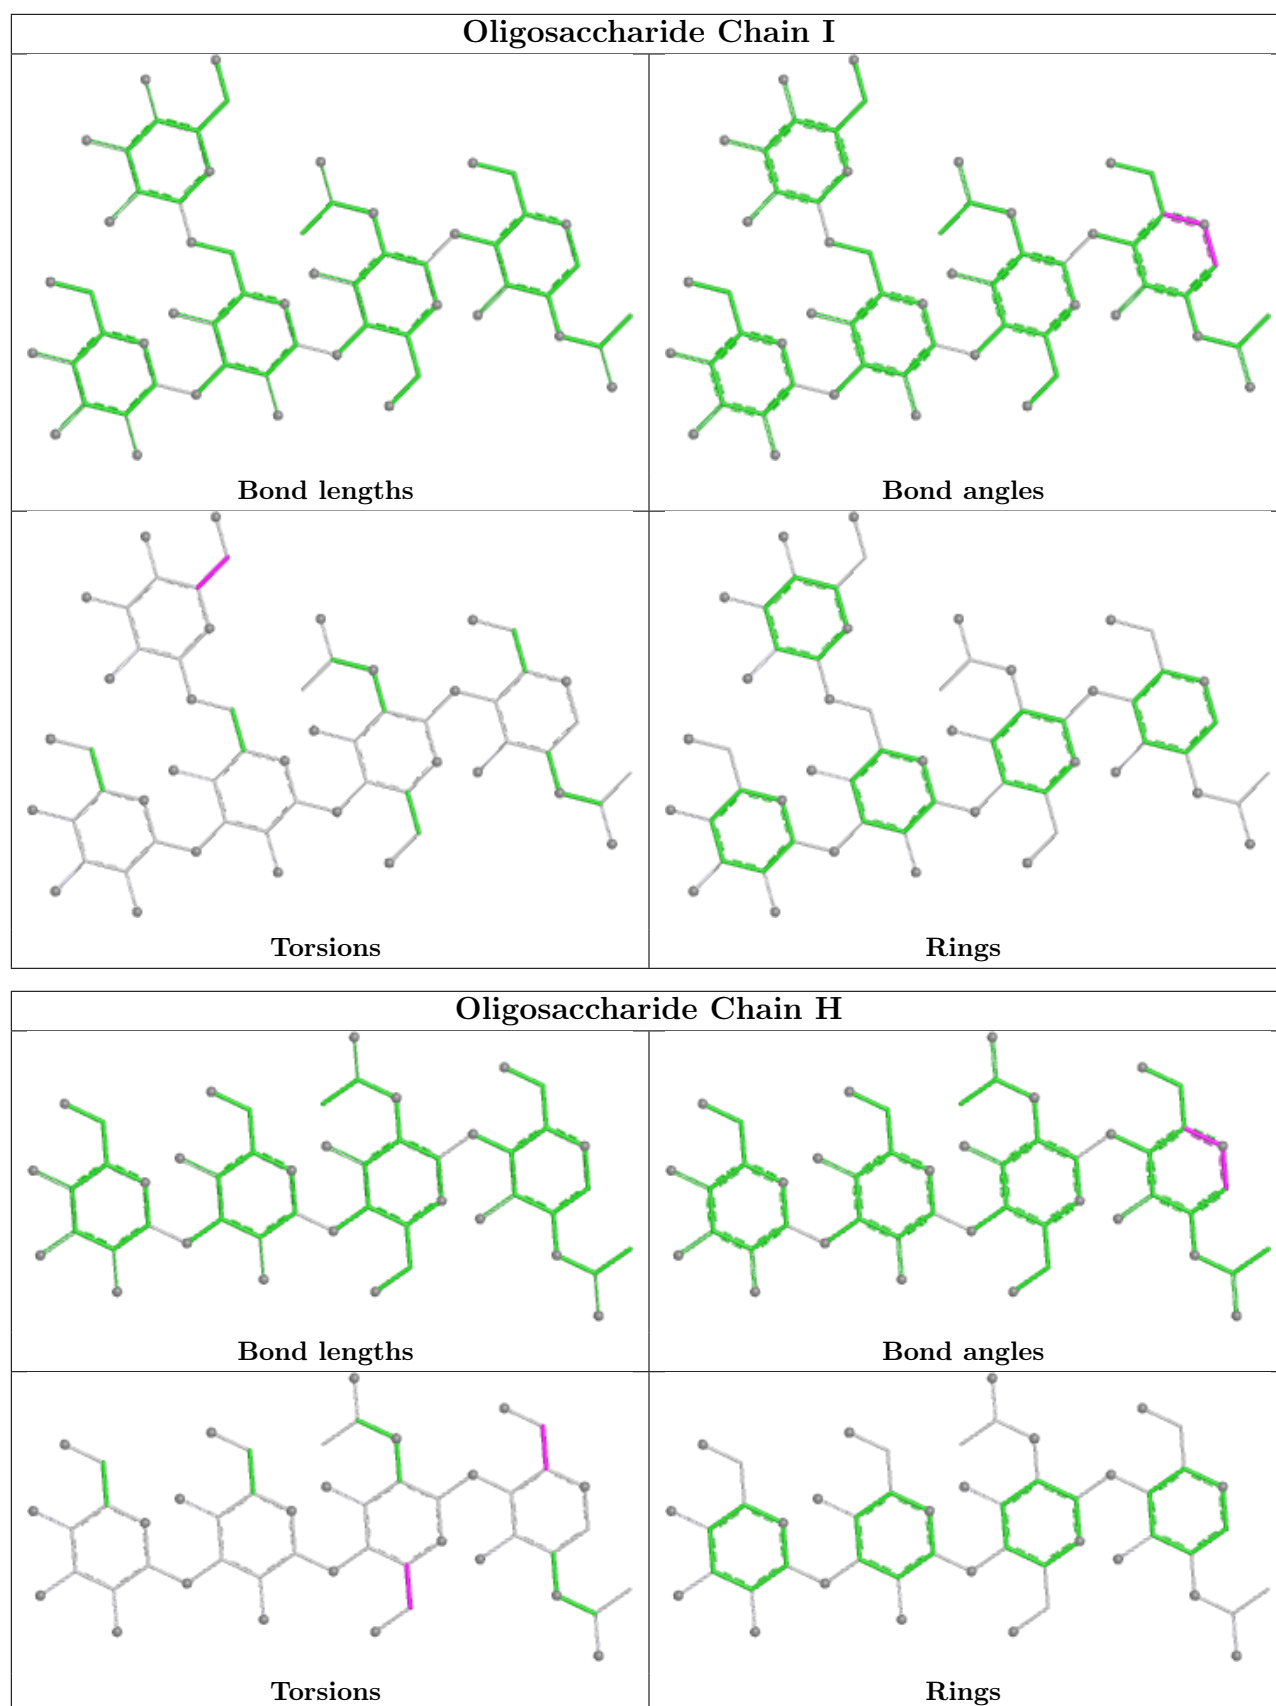 Oligosaccharide Chain I
Bond lengths
Bond angles
Torsions
Rings
Oligosaccharide Chain H
Bond lengths
Bond angles
Torsions
Rings